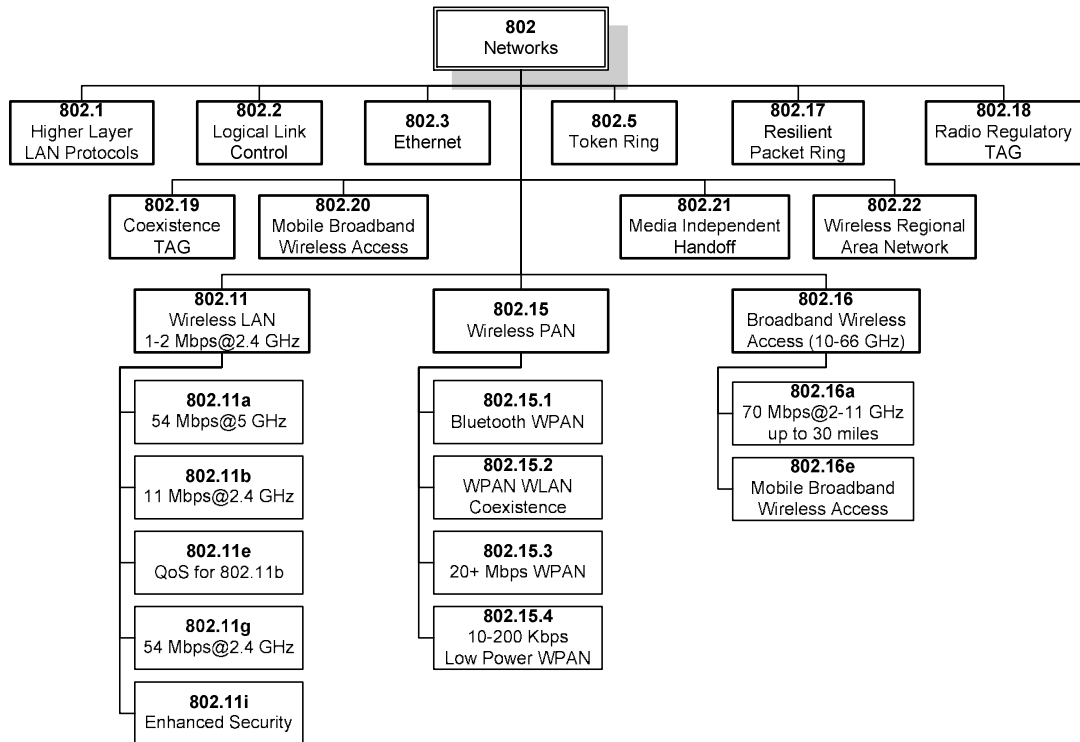 802
Networks
802.1
Higher Layer
LAN Protocols
802.2
Logical Link
Control
802.3
Ethernet
802.5
Token Ring
802.17
Resilient
Packet Ring
802.18
Radio Regulatory
TAG
802.19
Coexistence
TAG
802.20
Mobile Broadband
Wireless Access
802.21
Media Independent
Handoff
802.22
Wireless Regional
Area Network
802.11
Wireless LAN
1-2 Mbps@2.4 GHz
802.11a
54 Mbps@5 GHz
802.11b
11 Mbps@2.4 GHz
802.11e
QoS for 802.11b
802.11g
54 Mbps@2.4 GHz
802.11i
Enhanced Security
802.15
Wireless PAN
802.15.1
Bluetooth WPAN
802.15.2
WPAN WLAN
Coexistence
802.15.3
20+ Mbps WPAN
802.15.4
10-200 Kbps
Low Power WPAN
802.16
Broadband Wireless
Access (10-66 GHz)
802.16a
70 Mbps@2-11 GHz
up to 30 miles
802.16e
Mobile Broadband
Wireless Access